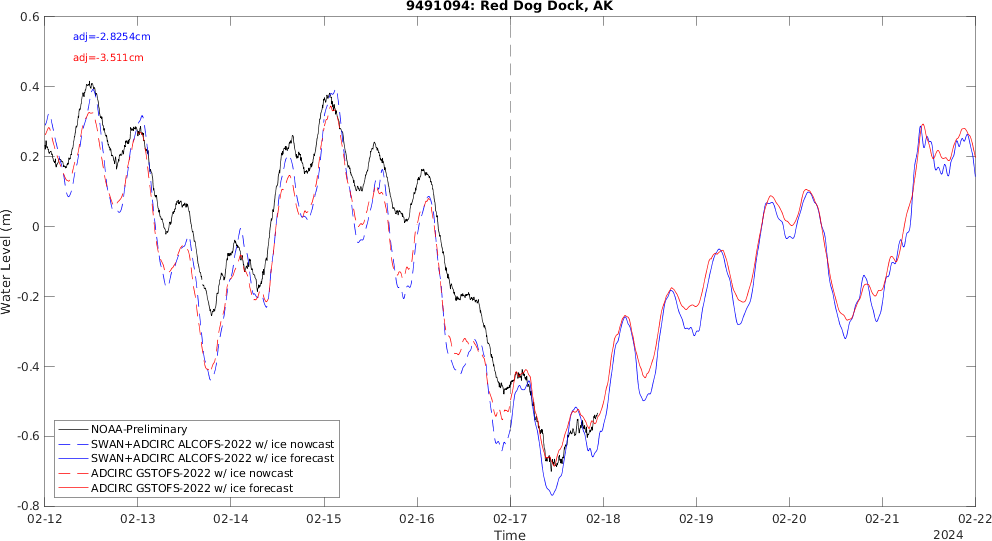 9491094: Red Dog Dock, AK
adj=-2.8254cm
adj=-3.511cm
Water Level (m)
0.6
0.4
0.2
0
-0.2
-0.4
-0.6
-0.8
NOAA-Preliminary
SWAN+ADCIRC ALCOFS-2022 w/ ice nowcast
SWAN+ADCIRC ALCOFS-2022 w/ ice forecast
ADCIRC GSTOFS-2022 w/ ice nowcast
ADCIRC GSTOFS-2022 w/ ice forecast
02-12 02-13 02-14 02-15 02-16 02-17 02-18 02-19 02-20 02-21 02-22
Time
2024